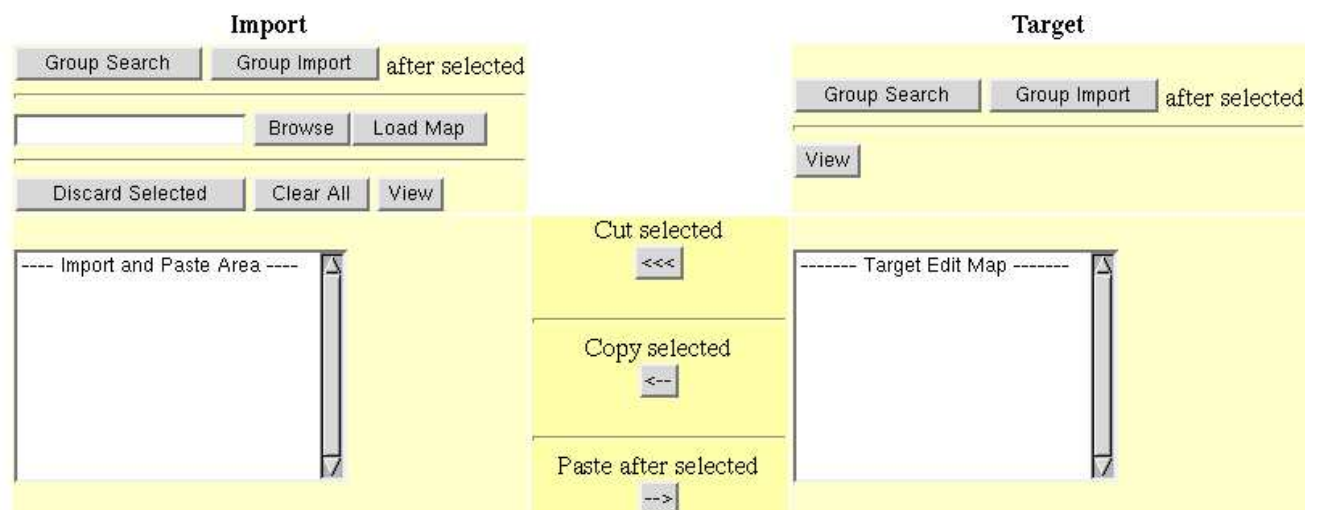 Import
Group Search Group Import after selected
Browse Load Map
Discard Selected Clear All View
---- Import and Paste Area ----
Cut selected
<<<
Copy selected
<--
Paste after selected
-->
Target
Group Search Group Import after selected
View
------- Target Edit Map -------